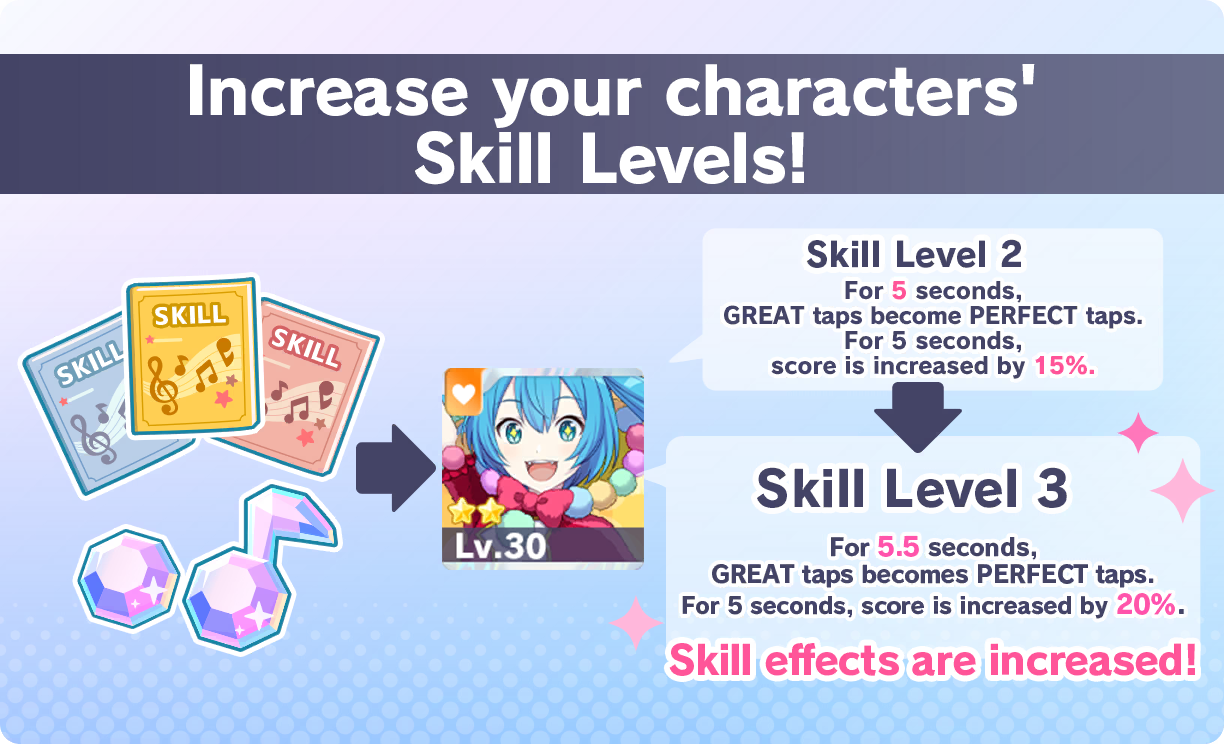 Increase your characters'
Skill Levels!
SKILL
SKILL
SKILL
Lv.30
Skill Level 2
For 5 seconds,
GREAT taps become PERFECT taps.
For 5 seconds,
score is increased by 15%.
Skill Level 3
For 5.5 seconds,
GREAT taps becomes PERFECT taps.
For 5 seconds, score is increased by 20%.
Skill effects are increased!